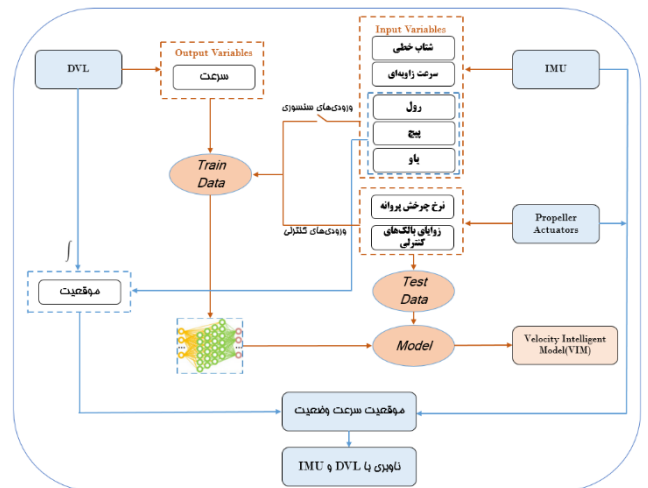 Input Variables
شتاب خطی
سرعت زاویه‌ای
رول
پیچ
یاو
Output Variables
سرعت
DVL
IMU
ورودی‌های سنسوری
Train
Data
ورودی‌های کنترلی
نرخ چرخش پروانه
زوایای بالک‌های
کنترلی
Propeller
Actuators
∫
موقعیت
Test
Data
Model
Velocity Intelligent
Model(VIM)
موقعیت سرعت وضعیت
ناوبری با DVL و IMU